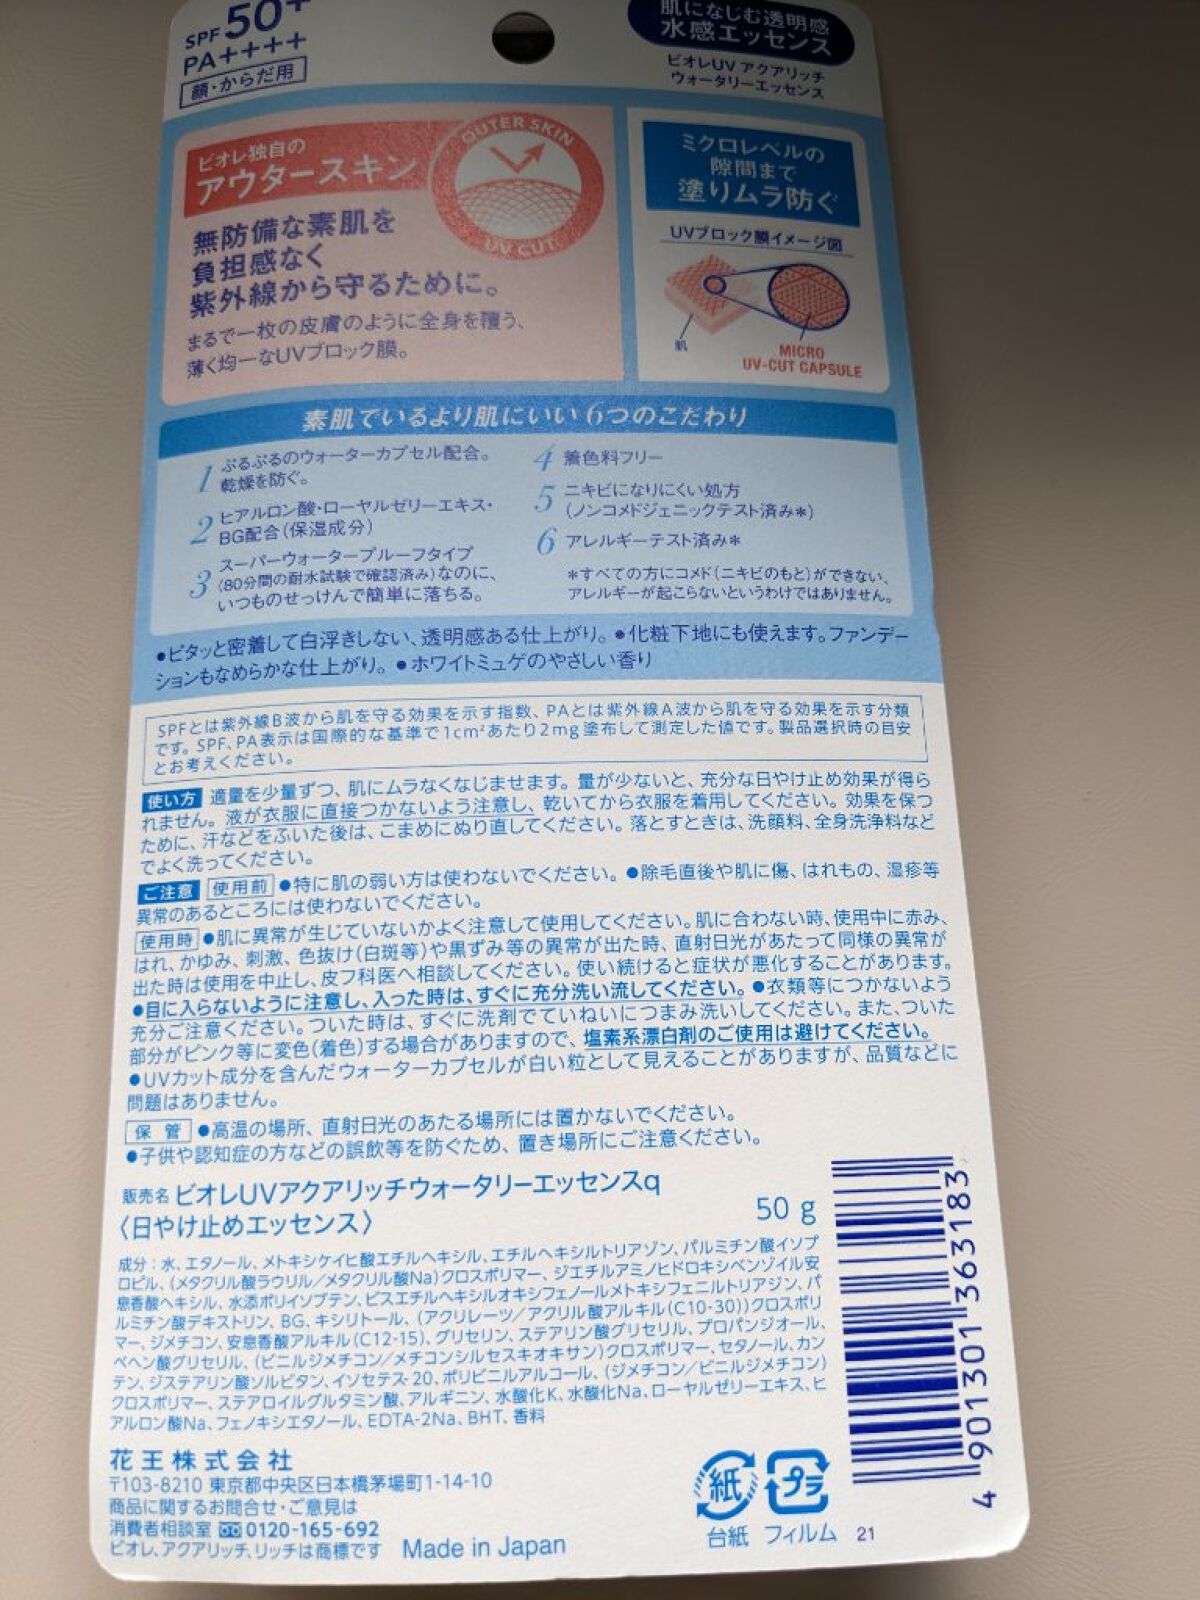 SPF 50+
PA++++
顔・からだ用
肌になじむ透明感
水感エッセンス
ビオレUV アクアリッチ
ウォータリーエッセンス
ビオレ独自の
アウタースキン
OUTER SKIN
UV CUT
無防備な素肌を
負担感なく
紫外線から守るために。
まるで一枚の皮膚のように全身を覆う、
薄く均一なUVブロック膜。
ミクロレベルの
隙間まで
塗りムラ防ぐ
UVブロック膜イメージ図
肌
MICRO
UV-CUT CAPSULE
素肌でいるより肌にいい 6つのこだわり
1 ぷるぷるのウォーターカプセル配合。
乾燥を防ぐ。
2 ヒアルロン酸・ローヤルゼリーエキス・
BG配合(保湿成分)
3 スーパーウォータープルーフタイプ
(80分間の耐水試験で確認済み)なのに、
いつものせっけんで簡単に落ちる。
4 着色料フリー
5 ニキビになりにくい処方
(ノンコメドジェニックテスト済み*)
6 アレルギーテスト済み*
*すべての方にコメド(ニキビのもと)ができない、
アレルギーが起こらないというわけではありません。
●ピタッと密着して白浮きしない、透明感ある仕上がり。●化粧下地にも使えます。ファンデー
ションもなめらかな仕上がり。●ホワイトミュゲのやさしい香り
SPFとは紫外線B波から肌を守る効果を示す指数、PAとは紫外線A波から肌を守る効果を示す分類
です。SPF、PA表示は国際的な基準で1cm²あたり2mg塗布して測定した値です。製品選択時の目安
とお考えください。
使い方 適量を少量ずつ、肌にムラなくなじませます。量が少ないと、充分な日やけ止め効果が得ら
れません。液が衣服に直接つかないよう注意し、乾いてから衣服を着用してください。効果を保つ
ために、汗などをふいた後は、こまめにぬり直してください。落とすときは、洗顔料、全身洗浄料など
でよく洗ってください。
ご注意 使用前 ●特に肌の弱い方は使わないでください。●除毛直後や肌に傷、はれもの、湿疹等
異常のあるところには使わないでください。
使用時 ●肌に異常が生じていないかよく注意して使用してください。肌に合わない時、使用中に赤み、
はれ、かゆみ、刺激、色抜け(白斑等)や黒ずみ等の異常が出た時、直射日光があたって同様の異常が
出た時は使用を中止し、皮フ科医へ相談してください。使い続けると症状が悪化することがあります。
●目に入らないように注意し、入った時は、すぐに充分洗い流してください。●衣類等につかないよう
充分ご注意ください。ついた時は、すぐに洗剤でていねいにつまみ洗いしてください。また、ついた
部分がピンク等に変色(着色)する場合がありますので、塩素系漂白剤のご使用は避けてください。
●UVカット成分を含んだウォーターカプセルが白い粒として見えることがありますが、品質などに
問題はありません。
保管 ●高温の場所、直射日光のあたる場所には置かないでください。
●子供や認知症の方などの誤飲等を防ぐため、置き場所にご注意ください。
販売名 ビオレUVアクアリッチウォータリーエッセンスq
〈日やけ止めエッセンス〉
50 g
成分:水、エタノール、メトキシケイヒ酸エチルヘキシル、エチルヘキシルトリアゾン、パルミチン酸イソプ
ロピル、(メタクリル酸ラウリル/メタクリル酸Na)クロスポリマー、ジエチルアミノヒドロキシベンゾイル安
息香酸ヘキシル、水添ポリイソブテン、ビスエチルヘキシルオキシフェノールメトキシフェニルトリアジン、パ
ルミチン酸デキストリン、BG、キシリトール、(アクリレーツ/アクリル酸アルキル(C10-30))クロスポリ
マー、ジメチコン、安息香酸アルキル(C12-15)、グリセリン、ステアリン酸グリセリル、プロパンジオール、
ベヘン酸グリセリル、(ビニルジメチコン/メチコンシルセスキオキサン)クロスポリマー、セタノール、カン
テン、ジステアリン酸ソルビタン、イソセテス-20、ポリビニルアルコール、(ジメチコン/ビニルジメチコン)
クロスポリマー、ステアロイルグルタミン酸、アルギニン、水酸化K、水酸化Na、ローヤルゼリーエキス、ヒ
アルロン酸Na、フェノキシエタノール、EDTA-2Na、BHT、香料
4 901301 363183
花王株式会社
〒103-8210 東京都中央区日本橋茅場町1-14-10
商品に関するお問合せ・ご意見は
消費者相談室 0120-165-692
ビオレ、アクアリッチ、リッチは商標です Made in Japan
紙 プラ
台紙 フィルム 21